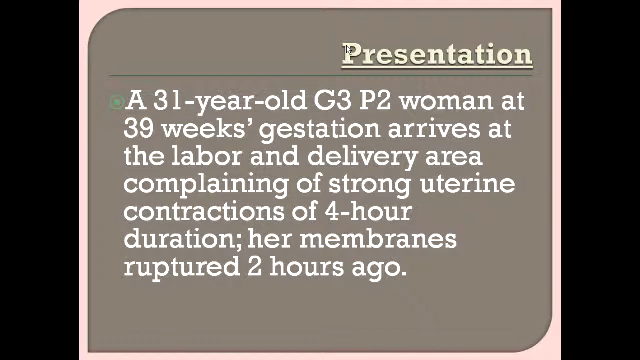 Presentation
A 31-year-old G3 P2 woman at
39 weeks' gestation arrives at
the labor and delivery area
complaining of strong uterine
contractions of 4-hour
duration; her membranes
ruptured 2 hours ago.